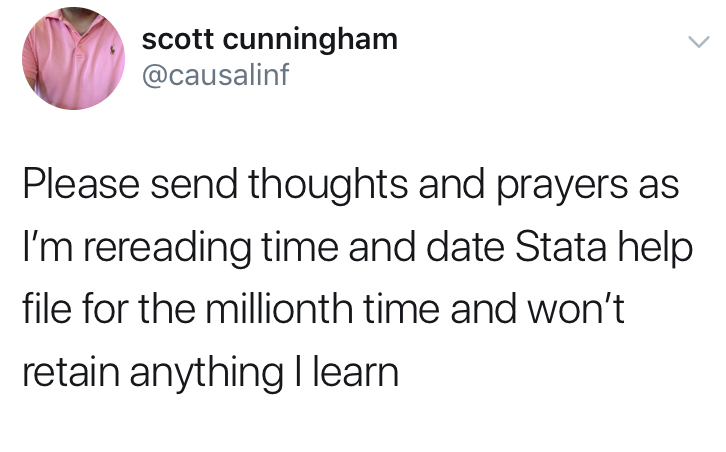 scott cunningham
@causalinf
Please send thoughts and prayers as
I'm rereading time and date Stata help
file for the millionth time and won't
retain anything I learn